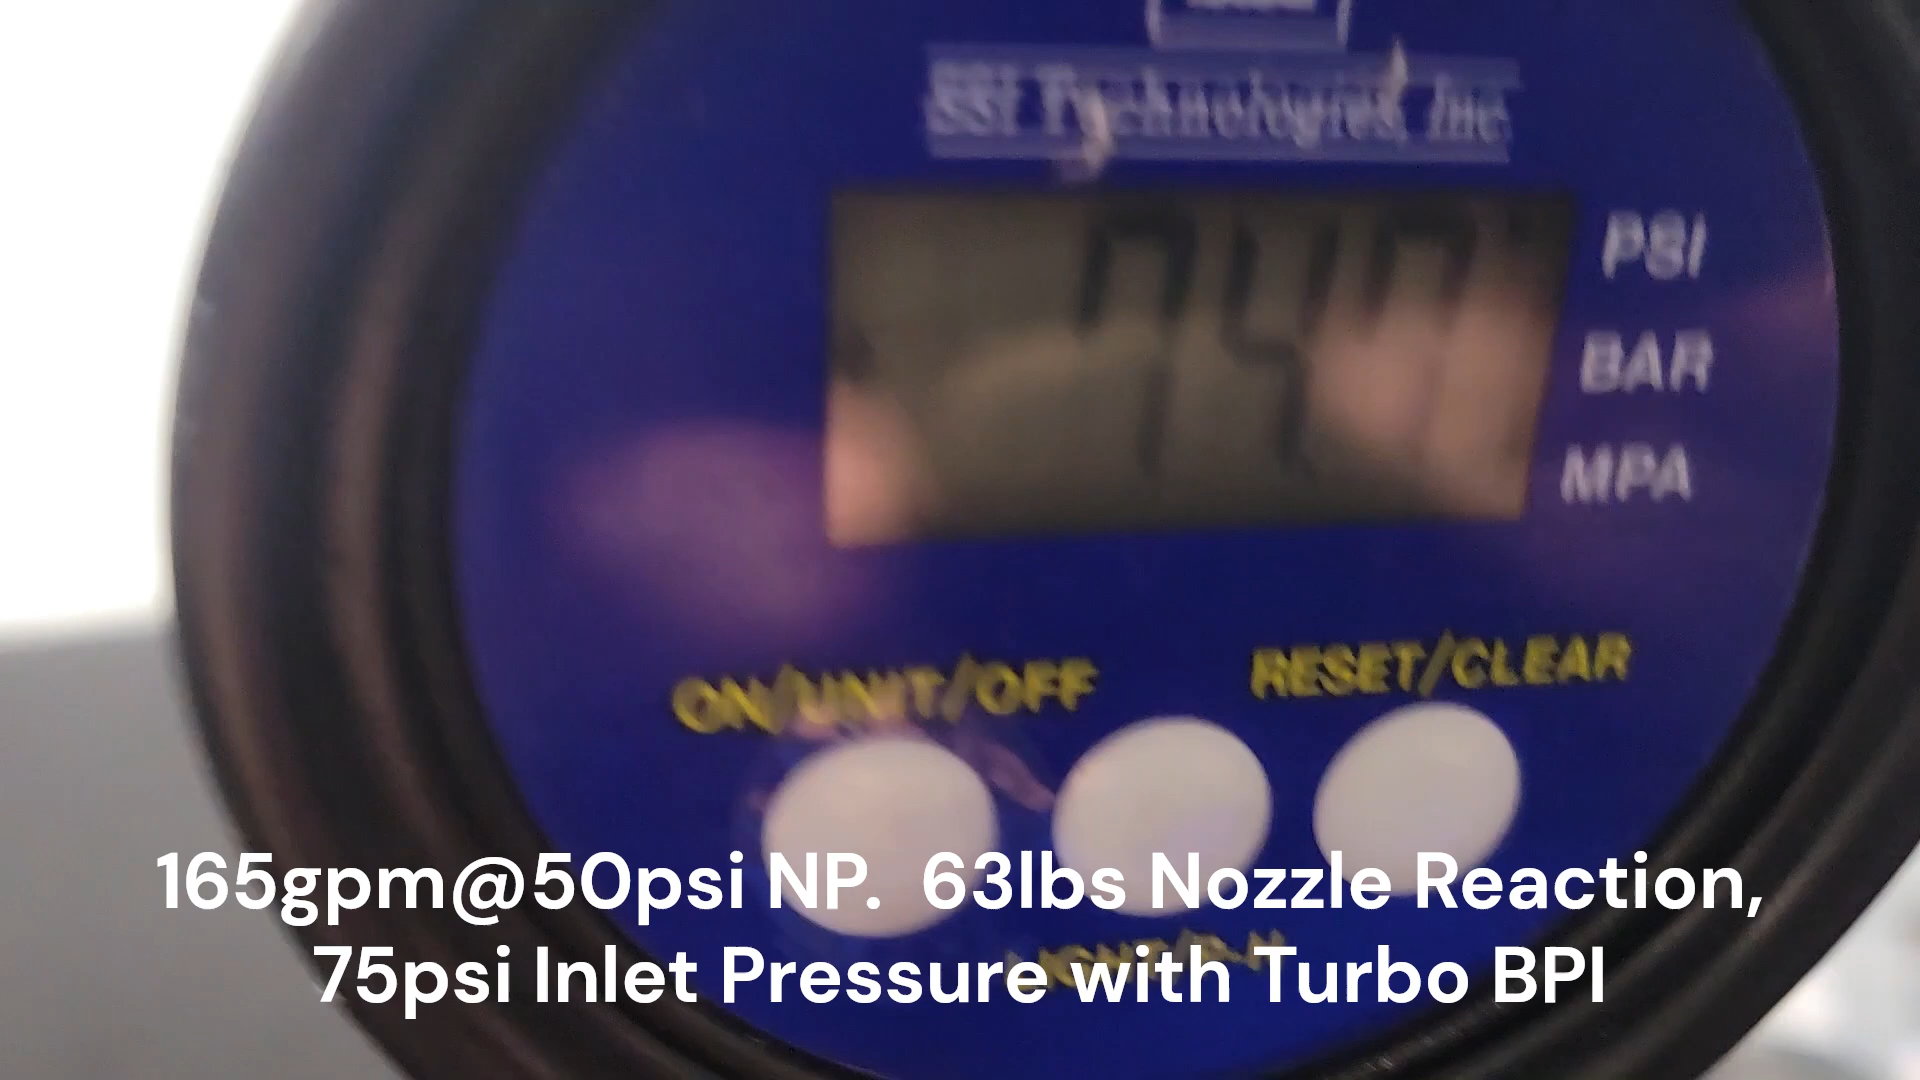 SSI Technologies, Inc.
PSI
BAR
MPA
ON/UNIT/OFF
RESET/CLEAR
165gpm@50psi NP.  63lbs Nozzle Reaction,
75psi Inlet Pressure with Turbo BPI